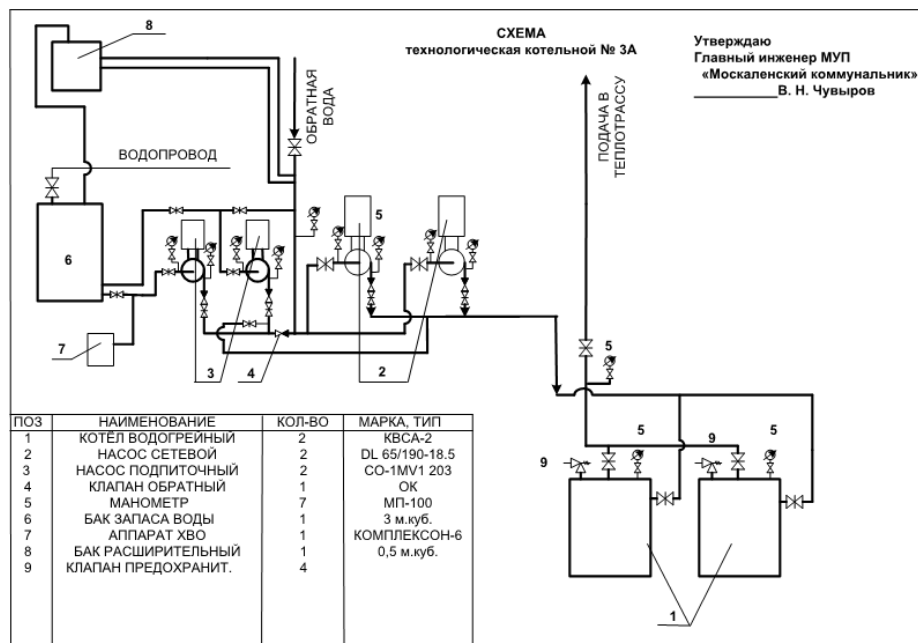 СХЕМА
технологическая котельной № 3А
Утверждаю
Главный инженер МУП
«Москаленский коммунальник»
В. Н. Чувыров
8
ОБРАТНАЯ
ВОДА
ПОДАЧА В
ТЕПЛОТРАССУ
ВОДОПРОВОД
5
6
7
3
4
2
5
9
5
9
5
1
ПОЗ НАИМЕНОВАНИЕ КОЛ-ВО МАРКА, ТИП
1 КОТЁЛ ВОДОГРЕЙНЫЙ 2 КВСА-2
2 НАСОС СЕТЕВОЙ 2 DL 65/190-18.5
3 НАСОС ПОДПИТОЧНЫЙ 2 СО-1MV1 203
4 КЛАПАН ОБРАТНЫЙ 1 ОК
5 МАНОМЕТР 7 МП-100
6 БАК ЗАПАСА ВОДЫ 1 3 м.куб.
7 АППАРАТ ХВО 1 КОМПЛЕКСОН-6
8 БАК РАСШИРИТЕЛЬНЫЙ 1 0,5 м.куб.
9 КЛАПАН ПРЕДОХРАНИТ. 4